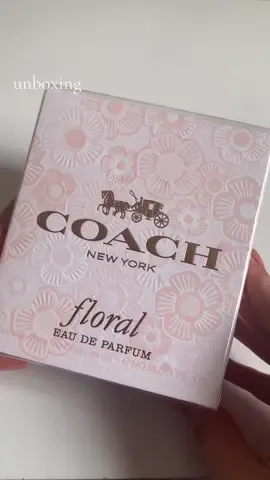 unboxing
COACH
NEW YORK
floral
EAU DE PARFUM